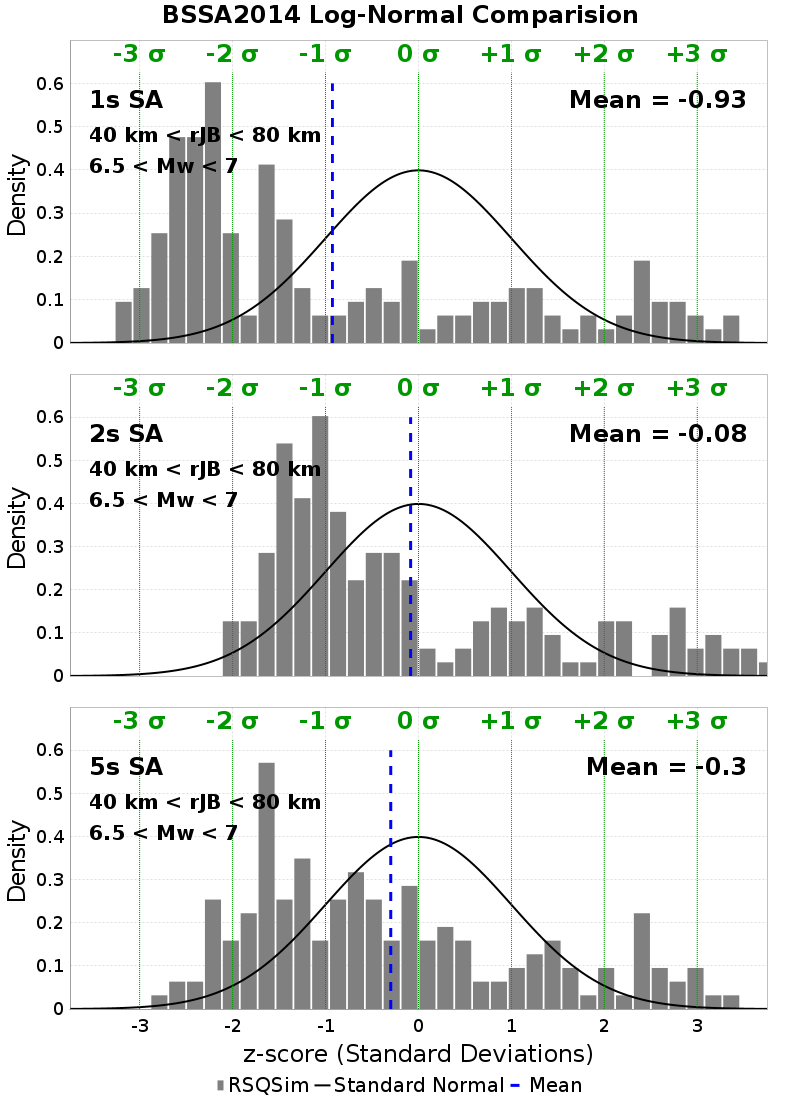 BSSA2014 Log-Normal Comparision
-3 σ -2 σ -1 σ 0 σ +1 σ +2 σ +3 σ
1s SA
Mean = -0.93
40 km < rJB < 80 km
6.5 < Mw < 7
Density
0.6
0.5
0.4
0.3
0.2
0.1
0
-3 σ -2 σ -1 σ 0 σ +1 σ +2 σ +3 σ
2s SA
Mean = -0.08
40 km < rJB < 80 km
6.5 < Mw < 7
Density
0.6
0.5
0.4
0.3
0.2
0.1
0
-3 σ -2 σ -1 σ 0 σ +1 σ +2 σ +3 σ
5s SA
Mean = -0.3
40 km < rJB < 80 km
6.5 < Mw < 7
Density
0.6
0.5
0.4
0.3
0.2
0.1
0
-3 -2 -1 0 1 2 3
z-score (Standard Deviations)
RSQSim Standard Normal Mean